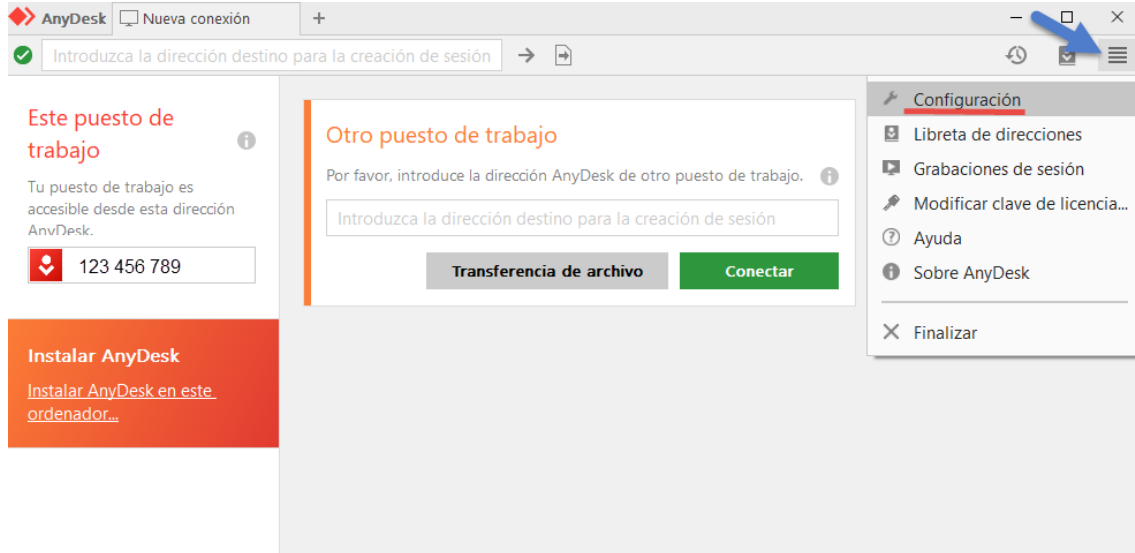 AnyDesk
Nueva conexión
+
Introduzca la dirección destino para la creación de sesión
Este puesto de
trabajo
Tu puesto de trabajo es
accesible desde esta dirección
AnyDesk.
123 456 789
Instalar AnyDesk
Instalar AnyDesk en este
ordenador...
Otro puesto de trabajo
Por favor, introduce la dirección AnyDesk de otro puesto de trabajo.
Introduzca la dirección destino para la creación de sesión
Transferencia de archivo
Conectar
Configuración
Libreta de direcciones
Grabaciones de sesión
Modificar clave de licencia...
Ayuda
Sobre AnyDesk
Finalizar